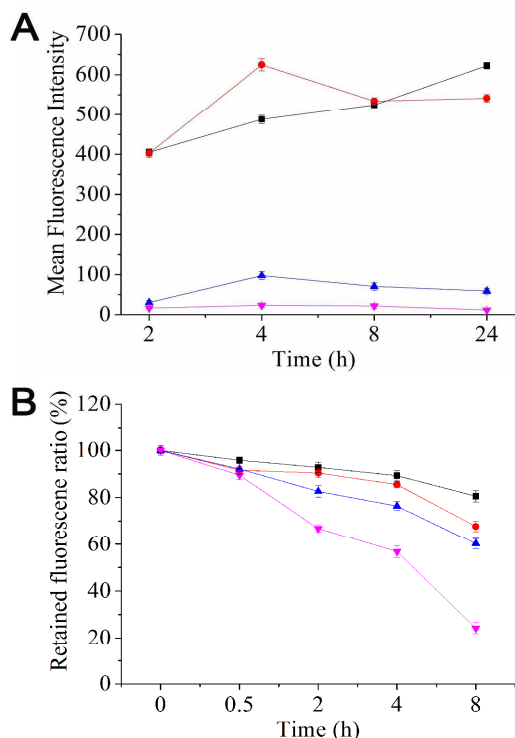 A
Mean Fluorescence Intensity
700
600
500
400
300
200
100
0
2 4 8 24
Time (h)
B
Retained fluorescene ratio (%)
120
100
80
60
40
20
0
0 0.5 2 4 8
Time (h)